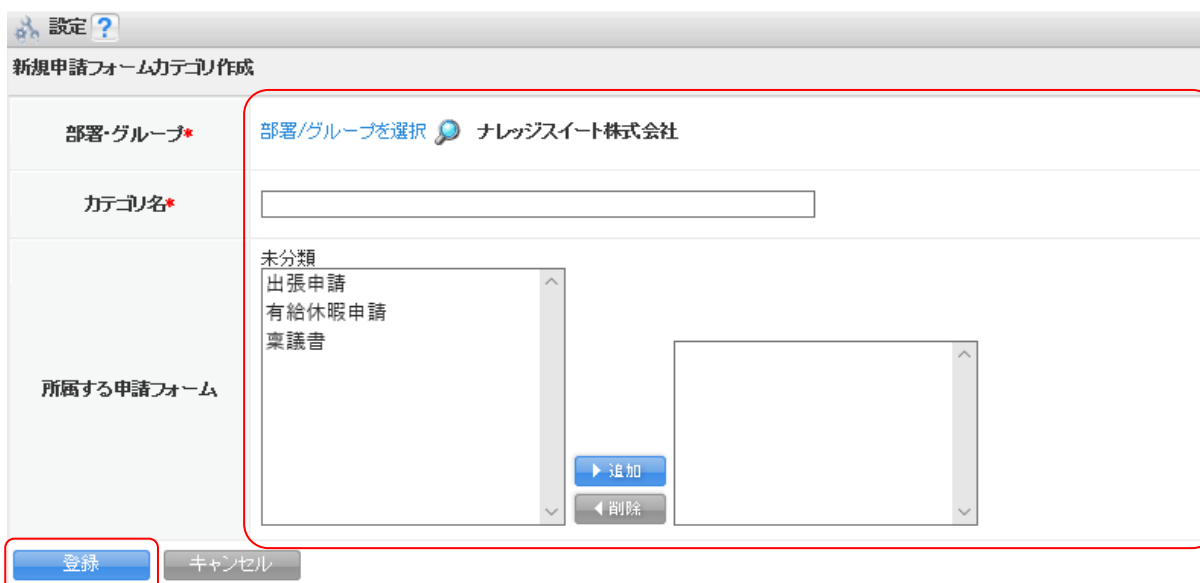 設定 ?
新規申請フォームカテゴリ作成
部署・グループ* 部署/グループを選択 ナレッジスイート株式会社
カテゴリ名*
未分類
出張申請
有給休暇申請
稟議書
所属する申請フォーム
追加
削除
登録 キャンセル